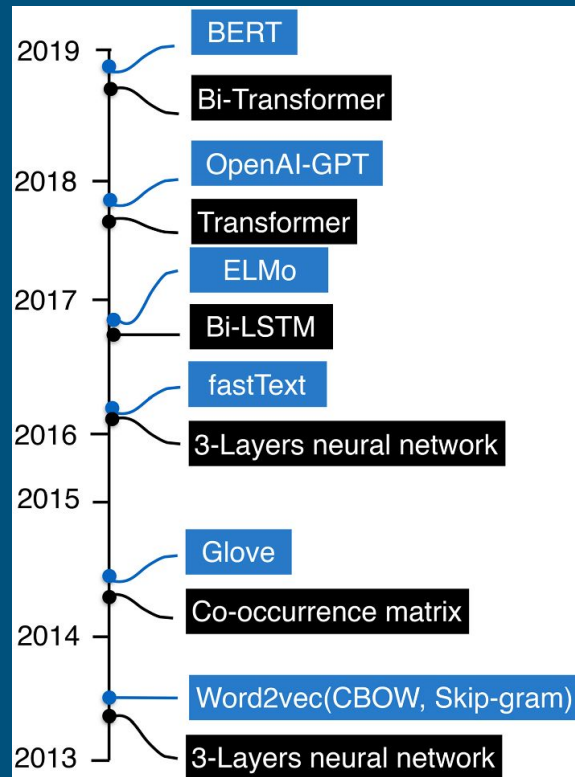 2019
BERT
Bi-Transformer
2018
OpenAI-GPT
Transformer
ELMo
2017
Bi-LSTM
fastText
2016
3-Layers neural network
2015
Glove
Co-occurrence matrix
2014
Word2vec(CBOW, Skip-gram)
2013
3-Layers neural network